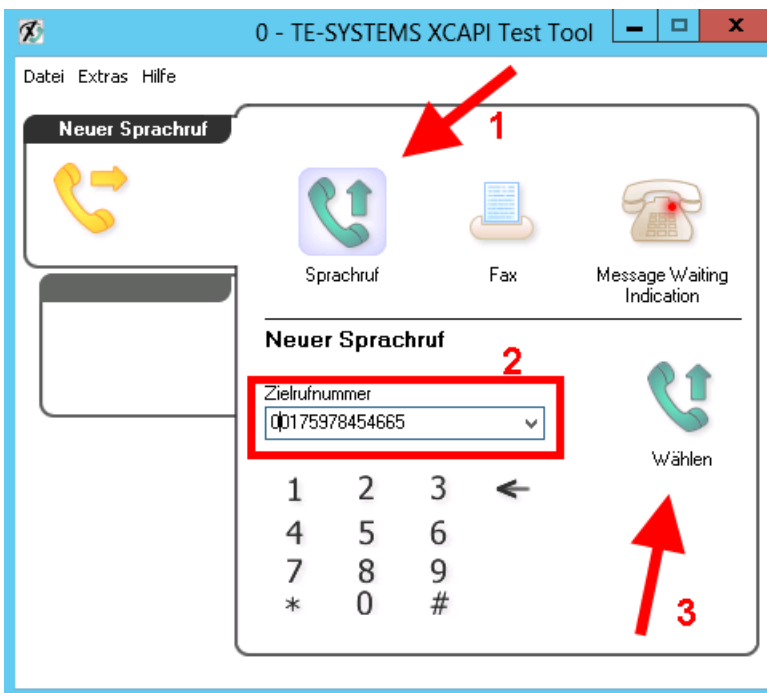 0 - TE-SYSTEMS XCAPI Test Tool
Datei Extras Hilfe
Neuer Sprachruf
1
Sprachruf
Fax
Message Waiting
Indication
Neuer Sprachruf
2
Zielrufnummer
00175978454665
Wählen
1 2 3
4 5 6
7 8 9
* 0 #
3